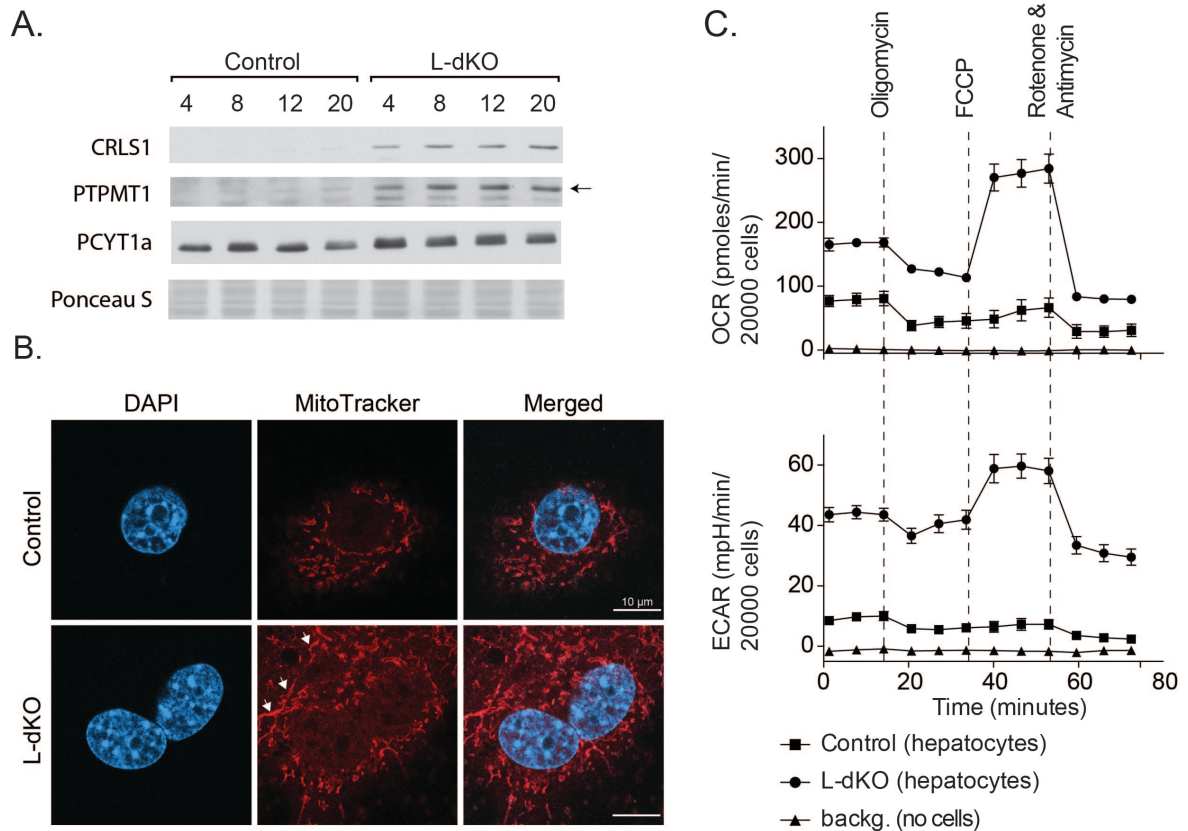 A.
Control L-dKO
4 8 12 20 4 8 12 20
CRLS1
PTPMT1
PCYT1a
Ponceau S
B.
DAPI MitoTracker Merged
Control
10 µm
L-dKO
C.
Oligomycin
FCCP
Rotenone &
Antimycin
OCR (pmoles/min/
20000 cells)
300
200
100
0
ECAR (mpH/min/
20000 cells)
60
40
20
0
0 20 40 60 80
Time (minutes)
Control (hepatocytes)
L-dKO (hepatocytes)
backg. (no cells)